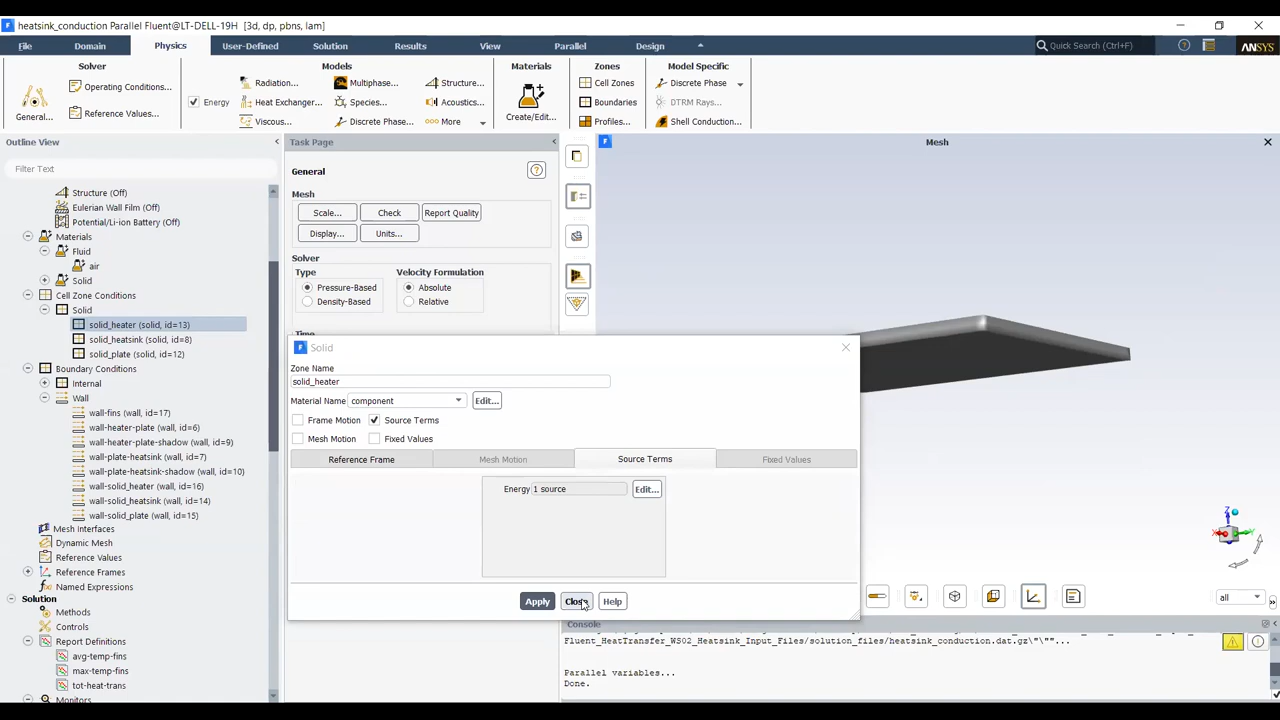 heatsink_conduction Parallel Fluent@LT-DELL-19H [3d, dp, pbns, lam]
File Domain Physics User-Defined Solution Results View Parallel Design Quick Search (Ctrl+F) ANSYS
Solver Models Materials Zones Model Specific
General... Operating Conditions... Reference Values...
Energy Radiation... Heat Exchanger... Viscous...
Multiphase... Species... Discrete Phase...
Structure... Acoustics... More
Create/Edit...
Cell Zones Boundaries Profiles...
Discrete Phase DTRM Rays... Shell Conduction...
Outline View
Filter Text
Structure (Off)
Eulerian Wall Film (Off)
Potential/Li-ion Battery (Off)
Materials
Fluid
air
Solid
Cell Zone Conditions
Solid
solid_heater (solid, id=13)
solid_heatsink (solid, id=8)
solid_plate (solid, id=12)
Boundary Conditions
Internal
Wall
wall-fins (wall, id=17)
wall-heater-plate (wall, id=6)
wall-heater-plate-shadow (wall, id=9)
wall-plate-heatsink (wall, id=7)
wall-plate-heatsink-shadow (wall, id=10)
wall-solid_heater (wall, id=16)
wall-solid_heatsink (wall, id=14)
wall-solid_plate (wall, id=15)
Mesh Interfaces
Dynamic Mesh
Reference Values
Reference Frames
Named Expressions
Solution
Methods
Controls
Report Definitions
avg-temp-fins
max-temp-fins
tot-heat-trans
Monitors
Task Page
General
Mesh
Scale... Check Report Quality
Display... Units...
Solver
Type Velocity Formulation
Pressure-Based Absolute
Density-Based Relative
Time
Mesh
Solid
Zone Name
solid_heater
Material Name component Edit...
Frame Motion Source Terms
Mesh Motion Fixed Values
Reference Frame Mesh Motion Source Terms Fixed Values
Energy 1 source Edit...
Apply Close Help
Z
X
all
Console
Fluent_HeatTransfer_WS02_Heatsink_Input_Files/solution_files/heatsink_conduction.dat.gz\"\""...
Parallel variables...
Done.